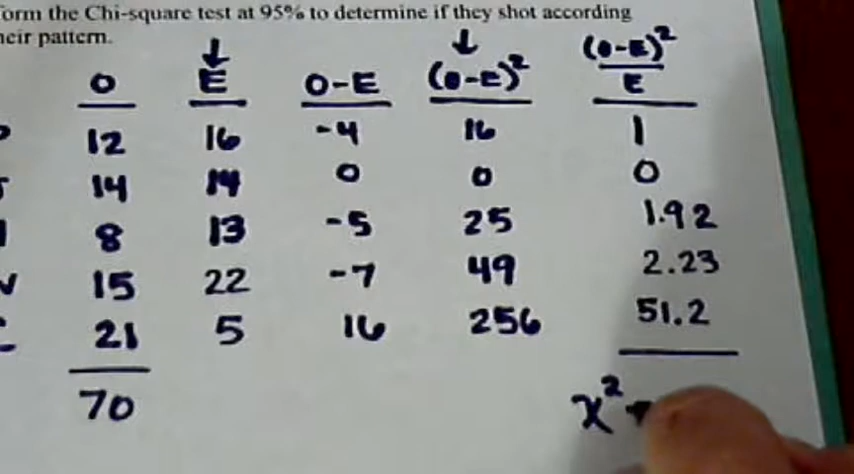 orm the Chi-square test at 95% to determine if they shot according
heir pattern.
O E O-E (O-E)² (O-E)²/E
12 16 -4 16 1
14 14 0 0 0
8 13 -5 25 1.92
15 22 -7 49 2.23
21 5 16 256 51.2
70
x²